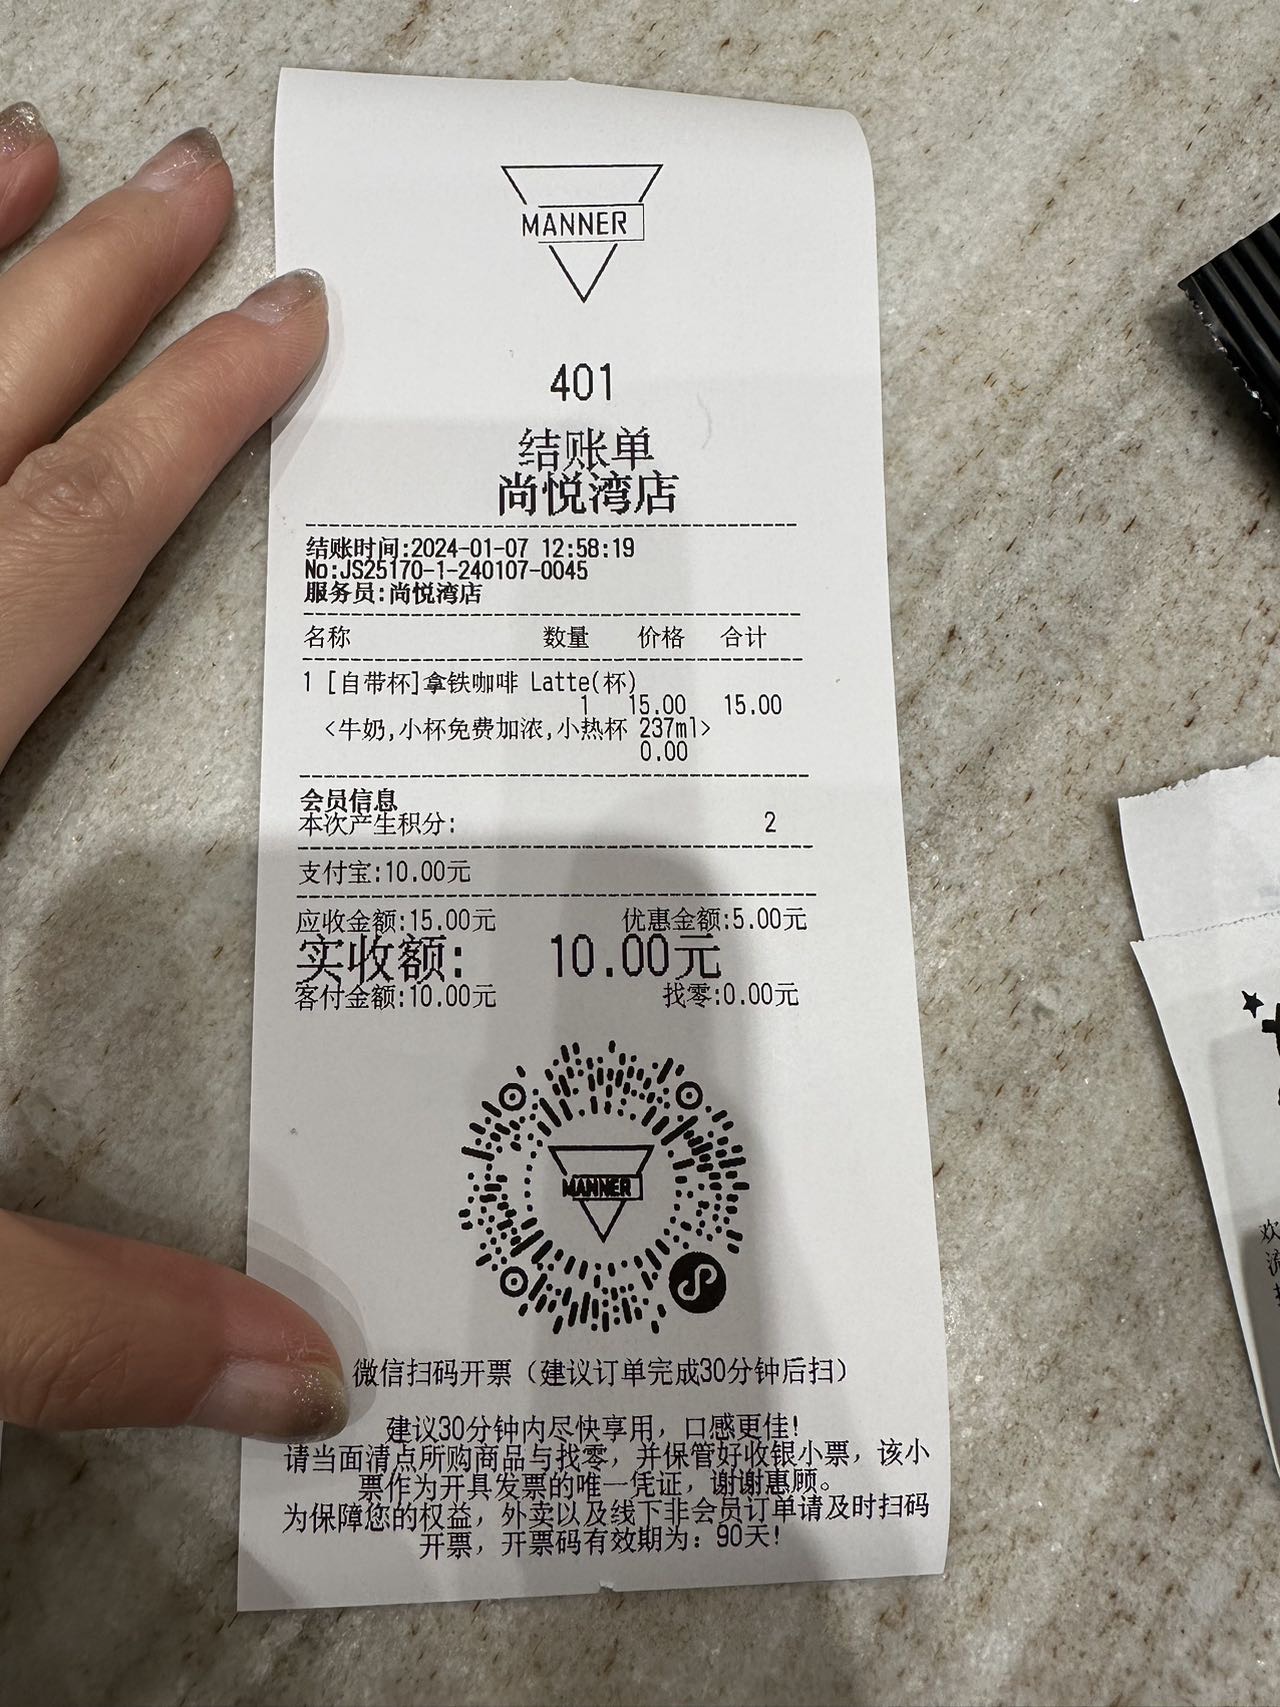 MANNER
401
结账单
尚悦湾店
结账时间:2024-01-07 12:58:19
No:JS25170-1-240107-0045
服务员:尚悦湾店
名称 数量 价格 合计
1 [自带杯]拿铁咖啡 Latte(杯)
1 15.00 15.00
<牛奶,小杯免费加浓,小热杯 237ml>
0.00
会员信息
本次产生积分: 2
支付宝:10.00元
应收金额:15.00元 优惠金额:5.00元
实收额: 10.00元
客付金额:10.00元 找零:0.00元
MANNER
微信扫码开票（建议订单完成30分钟后扫）
建议30分钟内尽快享用，口感更佳!
请当面清点所购商品与找零，并保管好收银小票，该小
票作为开具发票的唯一凭证，谢谢惠顾。
为保障您的权益，外卖以及线下非会员订单请及时扫码
开票，开票码有效期为：90天!
欢